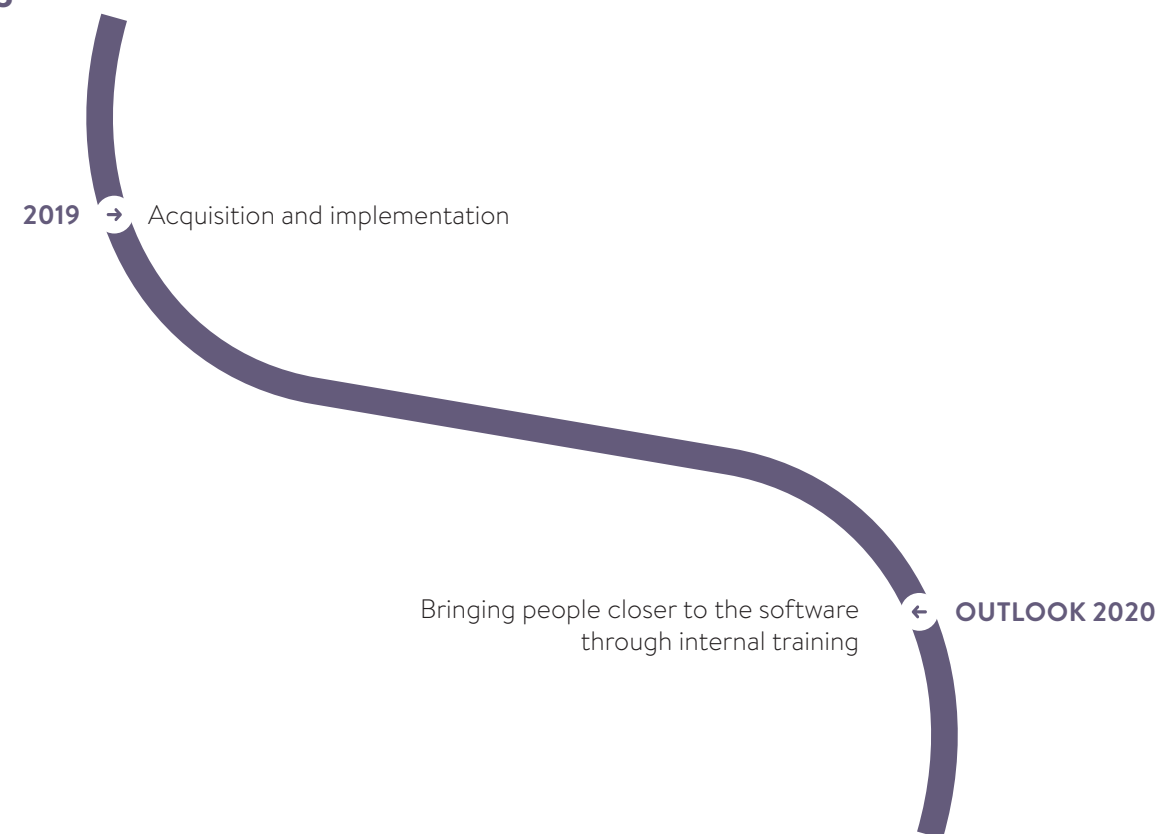 2019 Acquisition and implementation
Bringing people closer to the software OUTLOOK 2020
through internal training